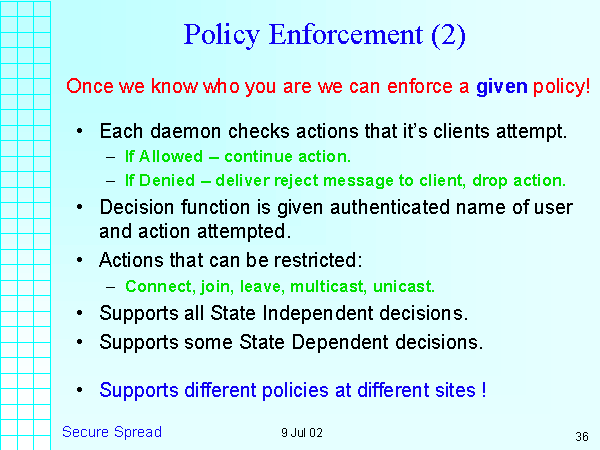 Policy Enforcement (2)
Once we know who you are we can enforce a given policy!
• Each daemon checks actions that it's clients attempt.
– If Allowed – continue action.
– If Denied – deliver reject message to client, drop action.
• Decision function is given authenticated name of user
and action attempted.
• Actions that can be restricted:
– Connect, join, leave, multicast, unicast.
• Supports all State Independent decisions.
• Supports some State Dependent decisions.
• Supports different policies at different sites !
Secure Spread
9 Jul 02
36